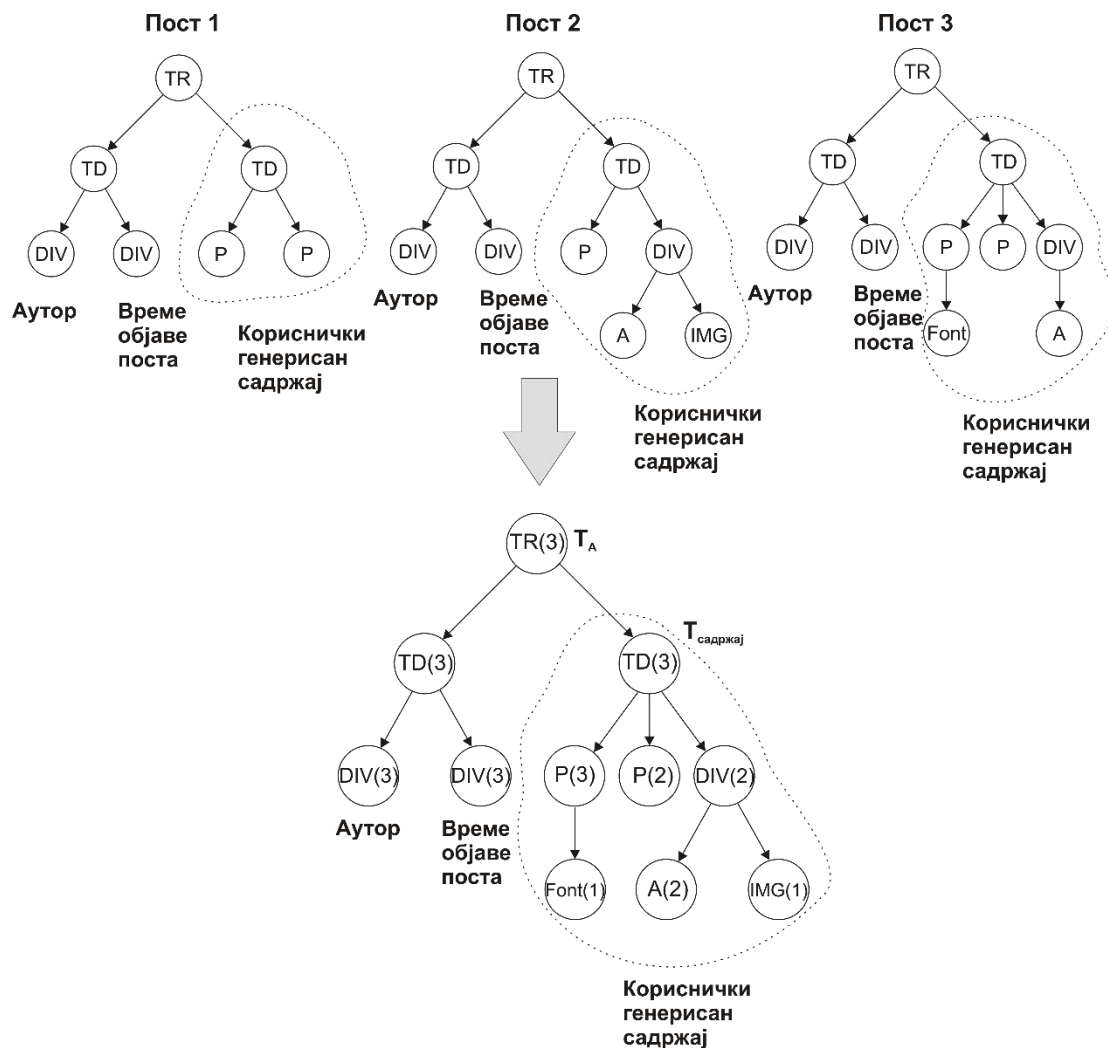 Пост 1
Пост 2
Пост 3
TR
TR
TR
TD
TD
TD
TD
TD
TD
DIV
DIV
P
P
DIV
DIV
P
DIV
DIV
DIV
P
P
DIV
A
IMG
Font
A
Аутор
Време
објаве
поста
Кориснички
генерисан
садржај
Аутор
Време
објаве
поста
Кориснички
генерисан
садржај
Аутор
Време
објаве
поста
Кориснички
генерисан
садржај
TR(3)
TA
TD(3)
TD(3)
Tсадржај
DIV(3)
DIV(3)
P(3)
P(2)
DIV(2)
Аутор
Време
објаве
поста
Font(1)
A(2)
IMG(1)
Кориснички
генерисан
садржај